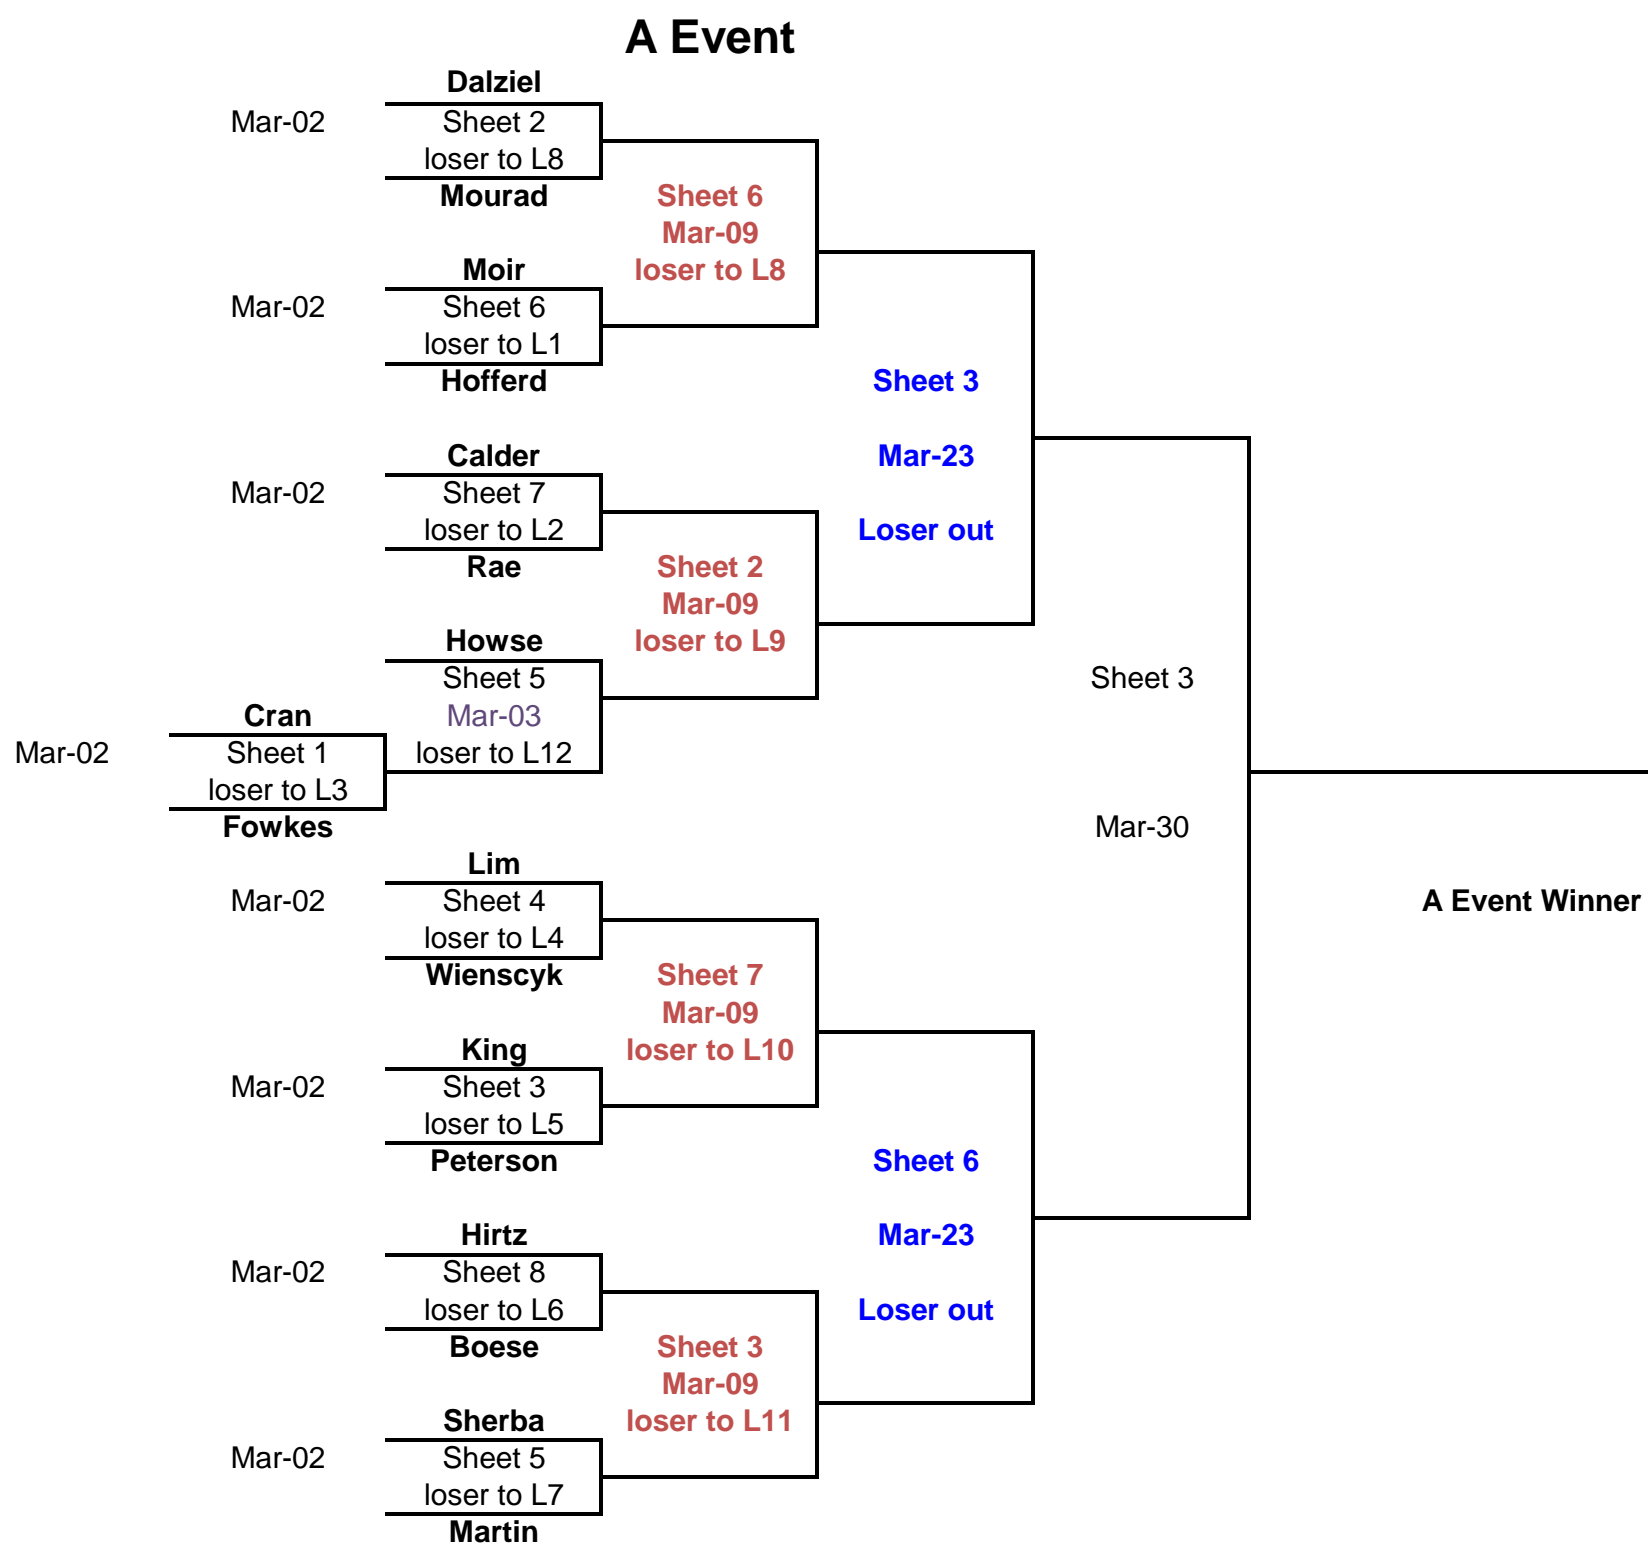 A Event
Dalziel
Mar-02
Sheet 2
loser to L8
Mourad
Sheet 6
Mar-09
loser to L8
Moir
Mar-02
Sheet 6
loser to L1
Hofferd
Sheet 3
Mar-23
Loser out
Calder
Mar-02
Sheet 7
loser to L2
Rae
Sheet 2
Mar-09
loser to L9
Howse
Sheet 5
Mar-03
loser to L12
Cran
Mar-02
Sheet 1
loser to L3
Fowkes
Sheet 3
Mar-30
A Event Winner
Lim
Mar-02
Sheet 4
loser to L4
Wienscyk
Sheet 7
Mar-09
loser to L10
King
Mar-02
Sheet 3
loser to L5
Peterson
Sheet 6
Mar-23
Loser out
Hirtz
Mar-02
Sheet 8
loser to L6
Boese
Sheet 3
Mar-09
loser to L11
Sherba
Mar-02
Sheet 5
loser to L7
Martin